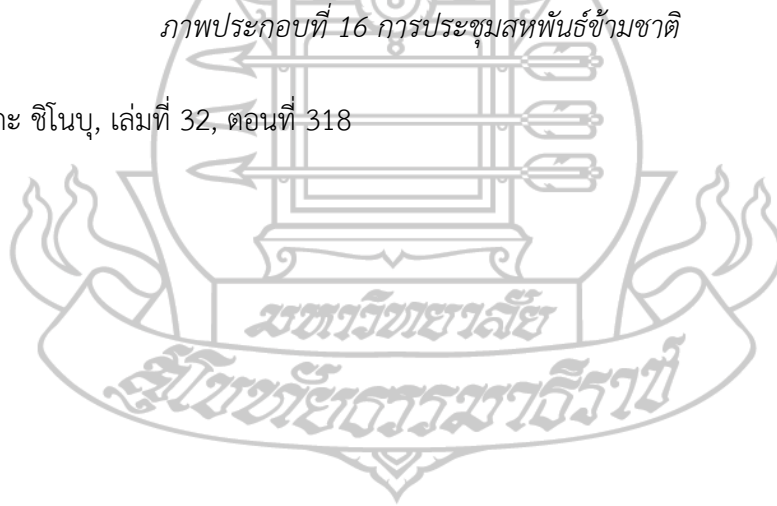 ภาพประกอบที่ 16 การประชุมสหพันธ์ข้ามชาติ
ชิโนบุ, เล่มที่ 32, ตอนที่ 318
มหาวิทยาลัย
สุโขทัยธรรมาธิราช